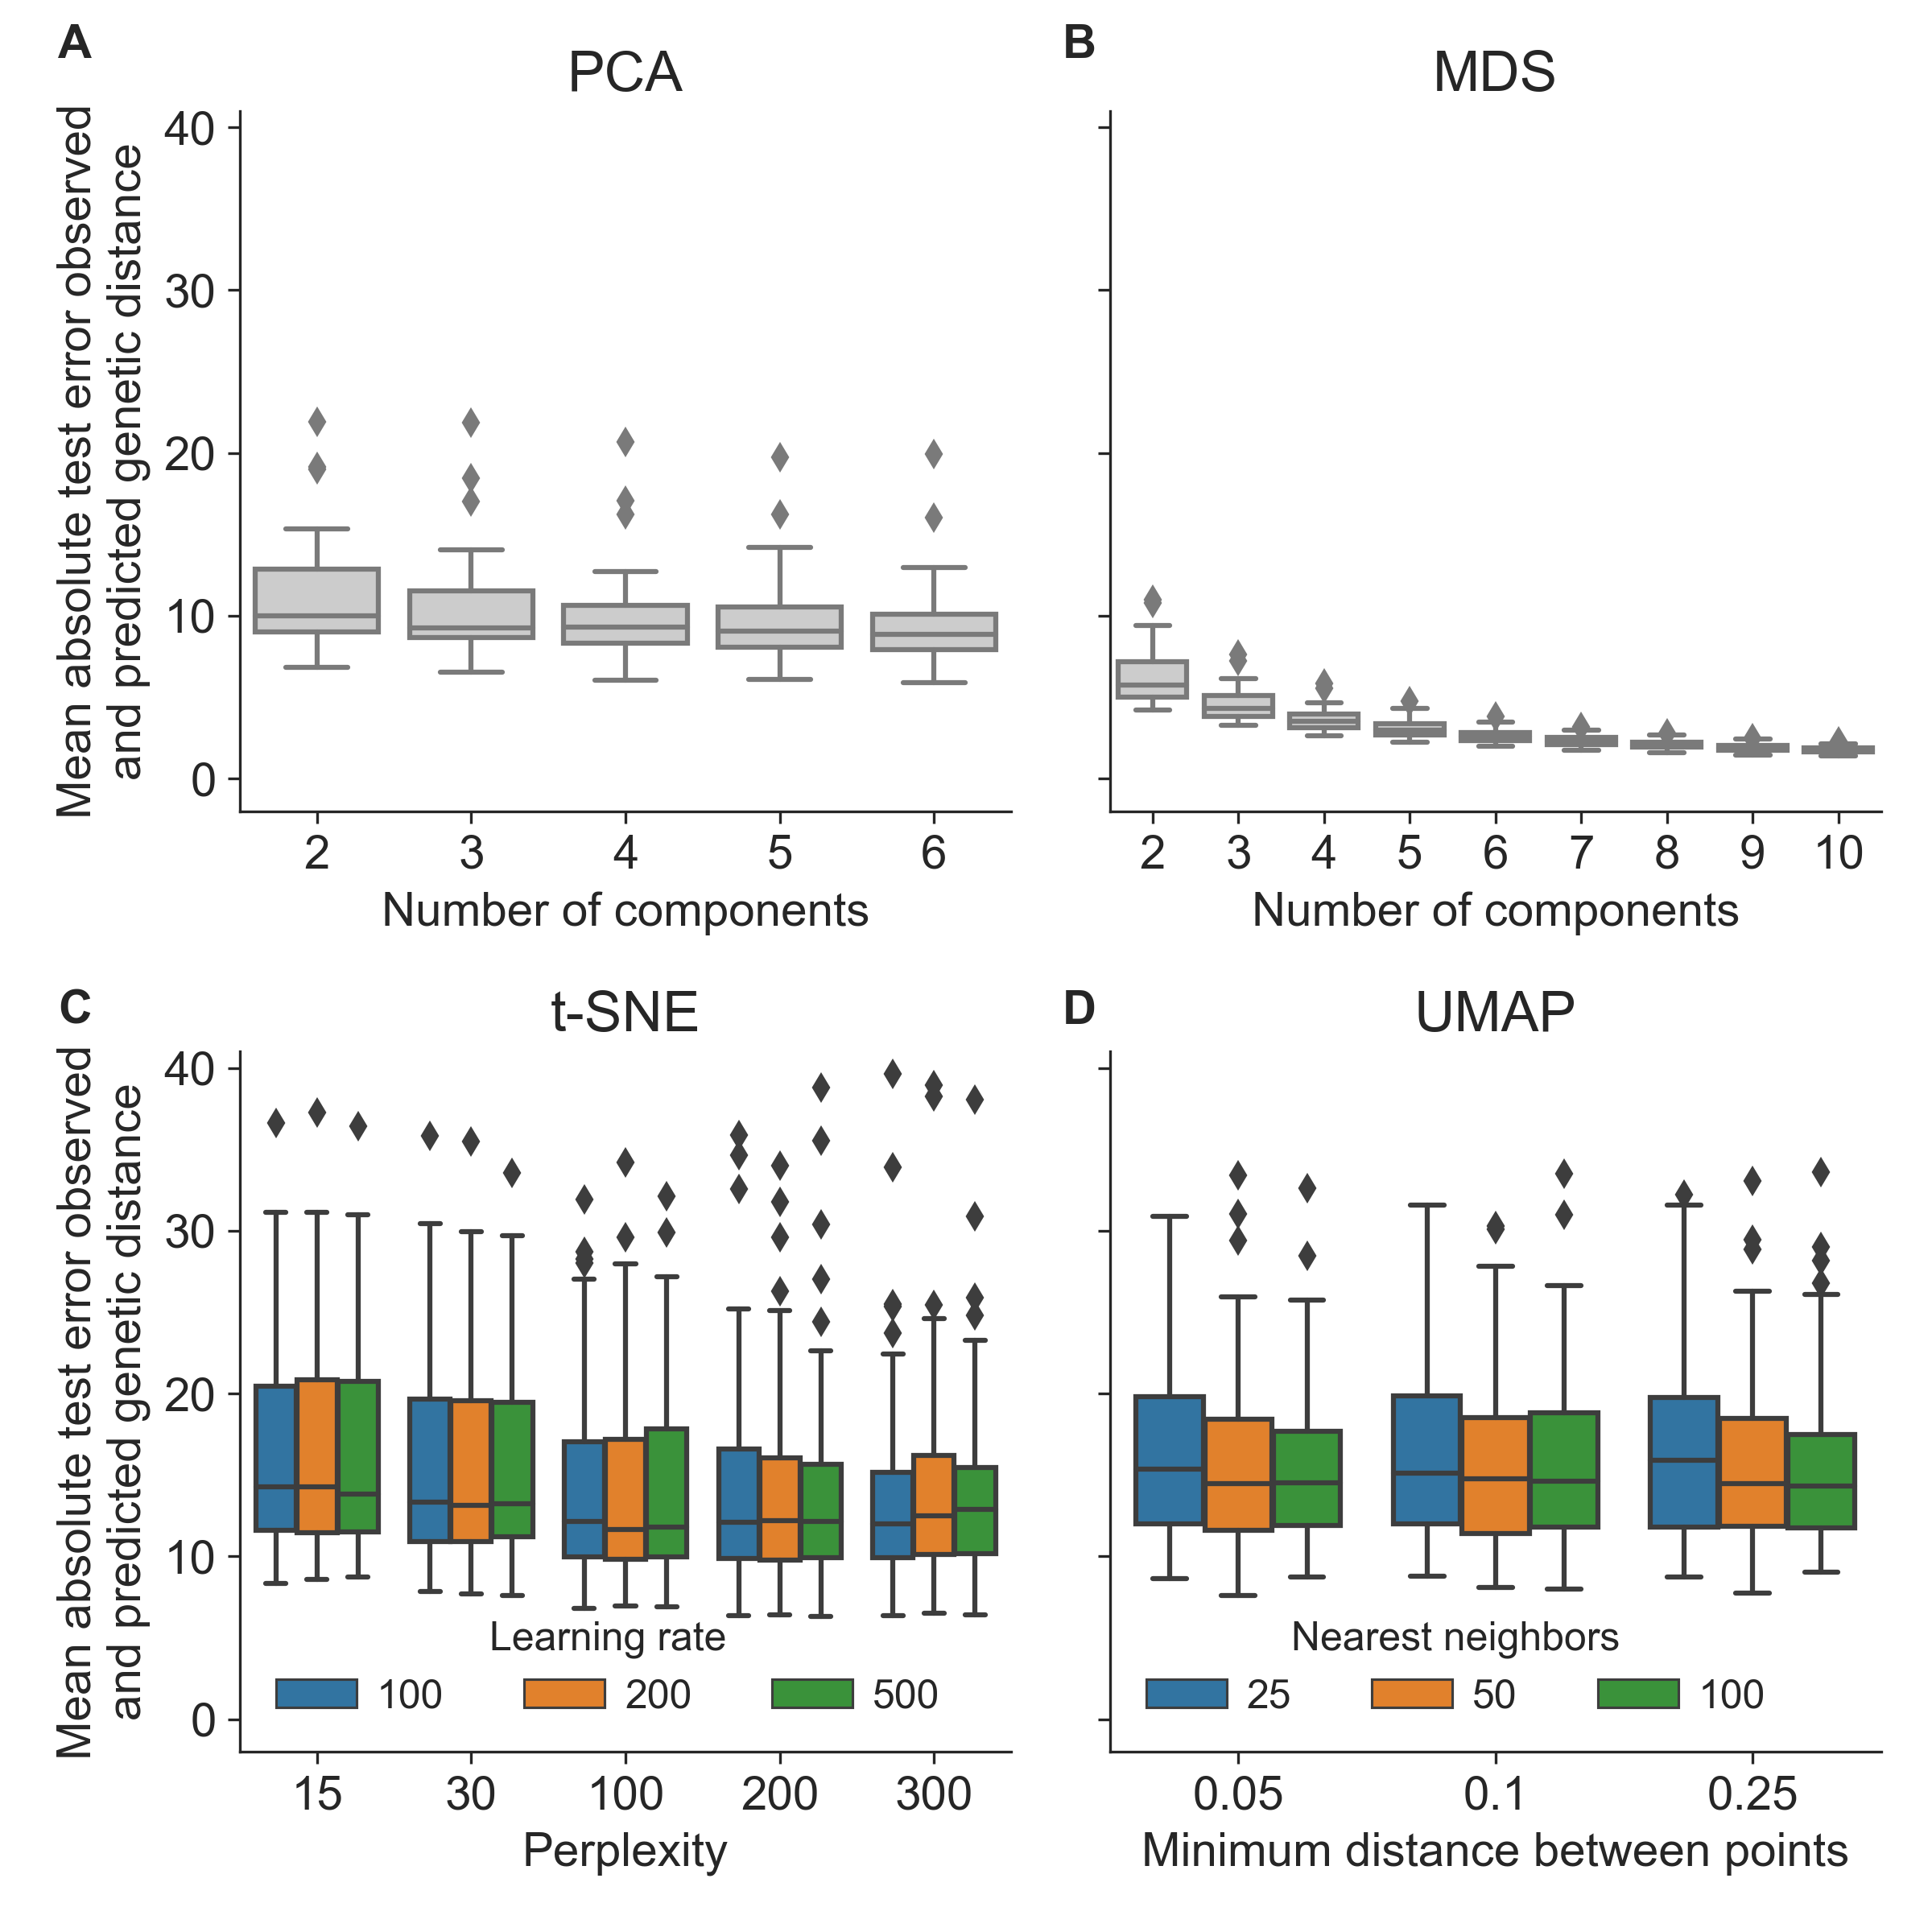 A
PCA
Mean absolute test error observed
and predicted genetic distance
40
30
20
10
0
2 3 4 5 6
Number of components
B
MDS
2 3 4 5 6 7 8 9 10
Number of components
C
t-SNE
Mean absolute test error observed
and predicted genetic distance
40
30
20
10
0
Learning rate
100 200 500
15 30 100 200 300
Perplexity
D
UMAP
Nearest neighbors
25 50 100
0.05 0.1 0.25
Minimum distance between points